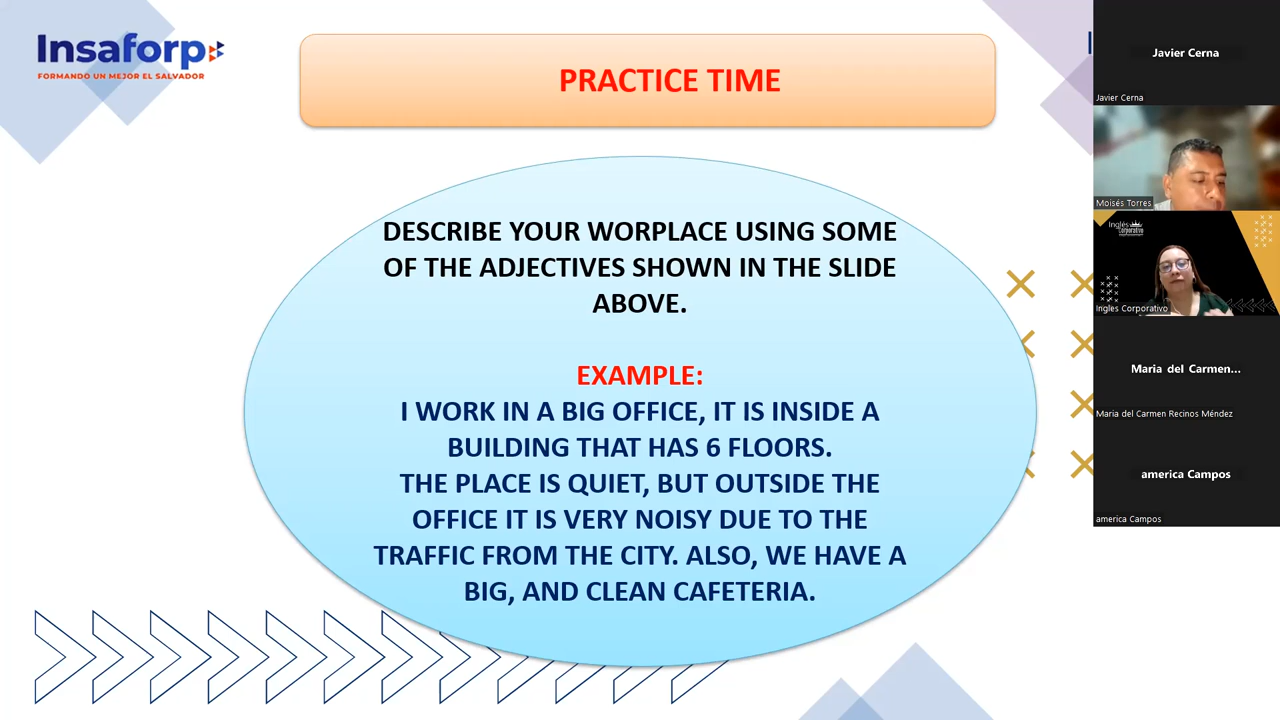 Insaforp
FORMANDO UN MEJOR EL SALVADOR
PRACTICE TIME
DESCRIBE YOUR WORPLACE USING SOME
OF THE ADJECTIVES SHOWN IN THE SLIDE
ABOVE.
EXAMPLE:
I WORK IN A BIG OFFICE, IT IS INSIDE A
BUILDING THAT HAS 6 FLOORS.
THE PLACE IS QUIET, BUT OUTSIDE THE
OFFICE IT IS VERY NOISY DUE TO THE
TRAFFIC FROM THE CITY. ALSO, WE HAVE A
BIG, AND CLEAN CAFETERIA.
Javier Cerna
Javier Cerna
Moisés Torres
Inglés
Corporativo
Ingles Corporativo
Maria del Carmen...
Maria del Carmen Recinos Méndez
america Campos
america Campos